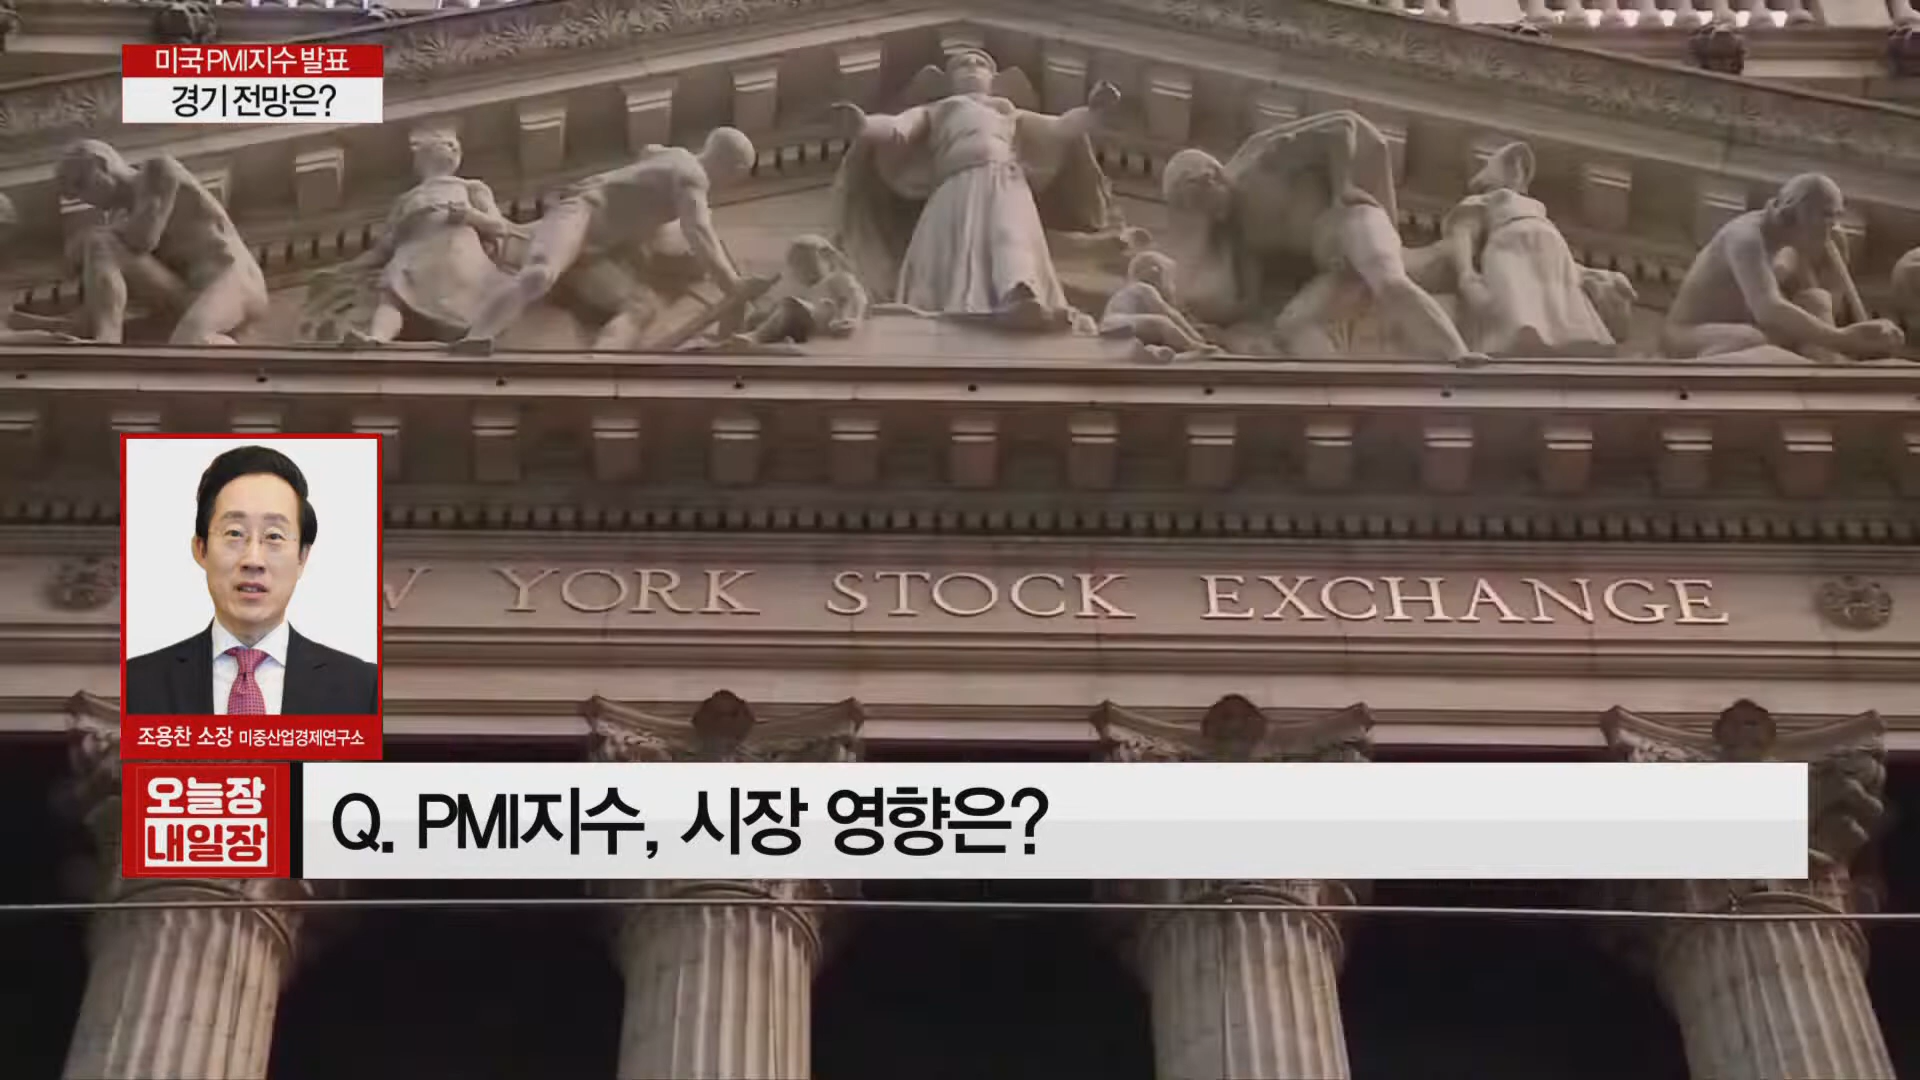 미국 PMI지수 발표
경기 전망은?
YORK STOCK EXCHANGE
조용찬 소장 미중산업경제연구소
오늘장
내일장
Q. PMI지수, 시장 영향은?